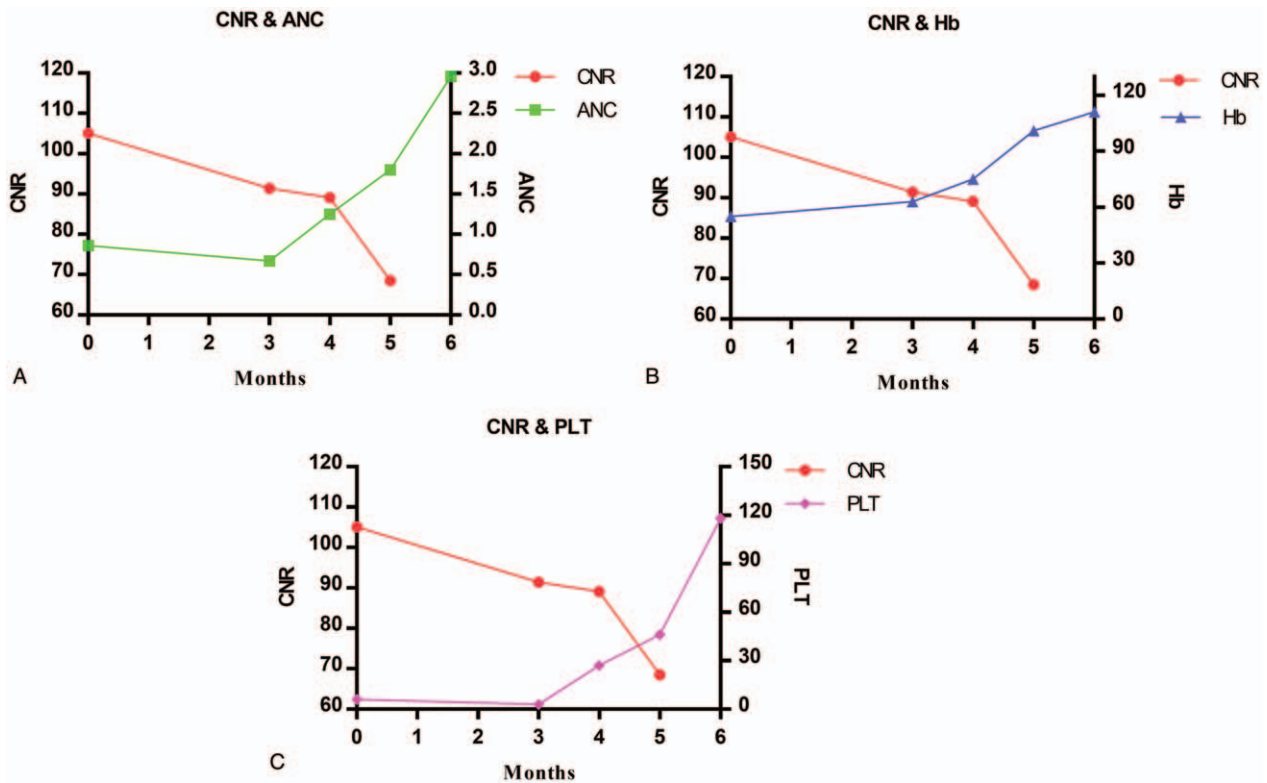 CNR & ANC
CNR
120
110
100
90
80
70
60
3.0
2.5
2.0
1.5
1.0
0.5
0.0
ANC
CNR
ANC
0 1 2 3 4 5 6
Months
A
CNR & Hb
CNR
120
110
100
90
80
70
60
120
90
60
30
0
Hb
CNR
Hb
0 1 2 3 4 5 6
Months
B
CNR & PLT
CNR
120
110
100
90
80
70
60
150
120
90
60
30
0
PLT
CNR
PLT
0 1 2 3 4 5 6
Months
C